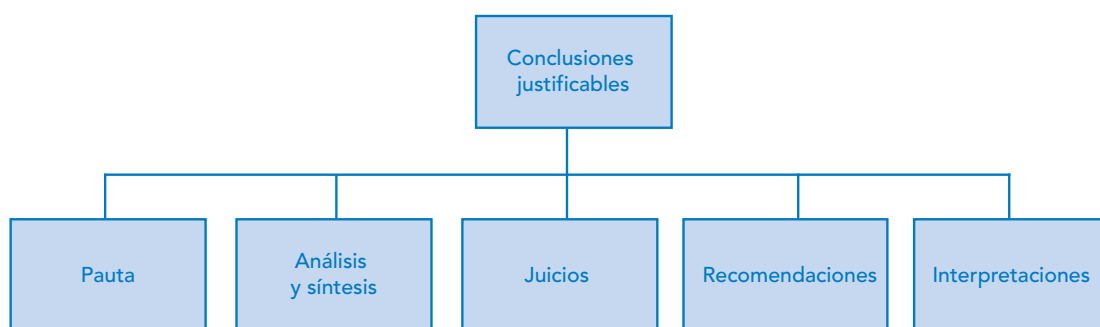 Conclusiones
justificables
Pauta
Análisis
y síntesis
Juicios
Recomendaciones
Interpretaciones